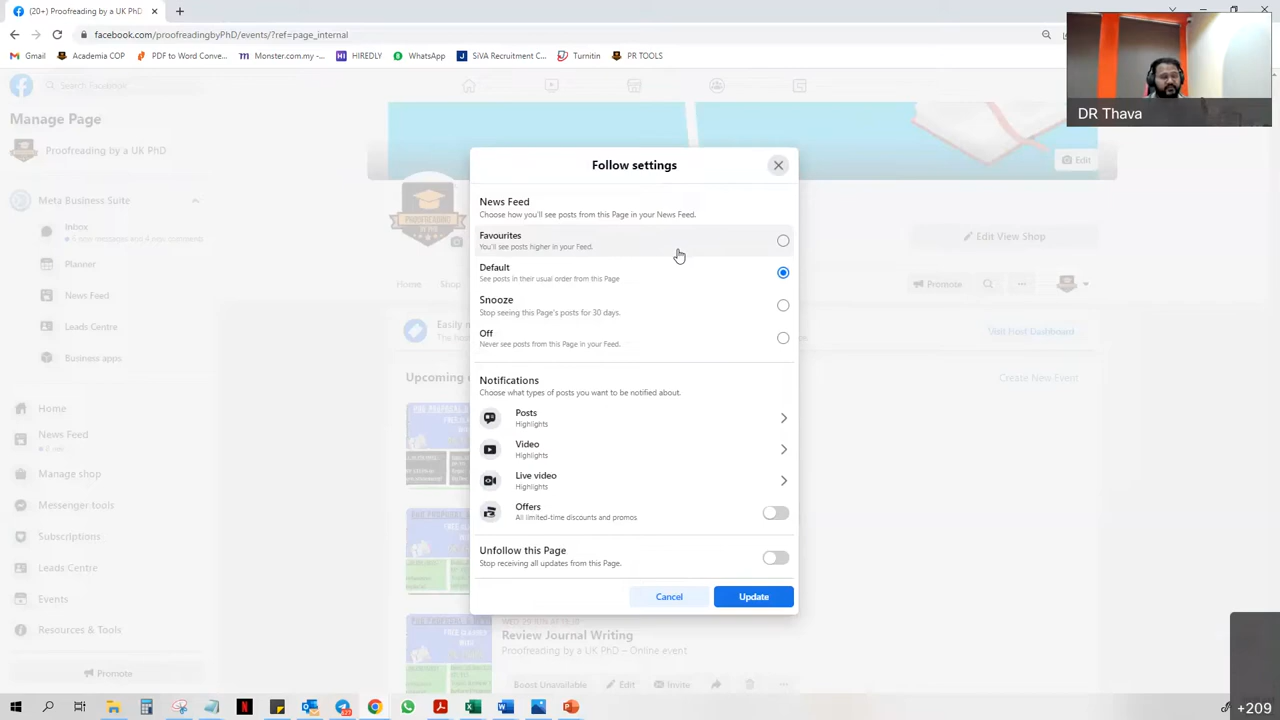 (20+) Proofreading by a UK PhD
facebook.com/proofreadingbyPhD/events/?ref=page_internal
Gmail
Academia COP
PDF to Word Conve...
Monster.com.my -...
HIREDLY
WhatsApp
SiVA Recruitment C...
Turnitin
PR TOOLS
DR Thava
Search Facebook
Manage Page
Proofreading by a UK PhD
Meta Business Suite
Inbox
Planner
News Feed
Leads Centre
Business apps
Home
News Feed
Manage shop
Messenger tools
Subscriptions
Leads Centre
Events
Resources & Tools
Promote
Edit
PROOFREADING
Edit View Shop
Home
Shop
Promote
Visit Host Dashboard
Create New Event
Follow settings
News Feed
Choose how you'll see posts from this Page in your News Feed.
Favourites
You'll see posts higher in your Feed.
Default
See posts in their usual order from this Page
Snooze
Stop seeing this Page's posts for 30 days.
Off
Never see posts from this Page in your Feed.
Notifications
Choose what types of posts you want to be notified about.
Posts
Highlights
Video
Highlights
Live video
Highlights
Offers
All limited-time discounts and promos
Unfollow this Page
Stop receiving all updates from this Page.
Cancel
Update
Review Journal Writing
Proofreading by a UK PhD – Online event
Boost Unavailable
Edit
Invite
+209